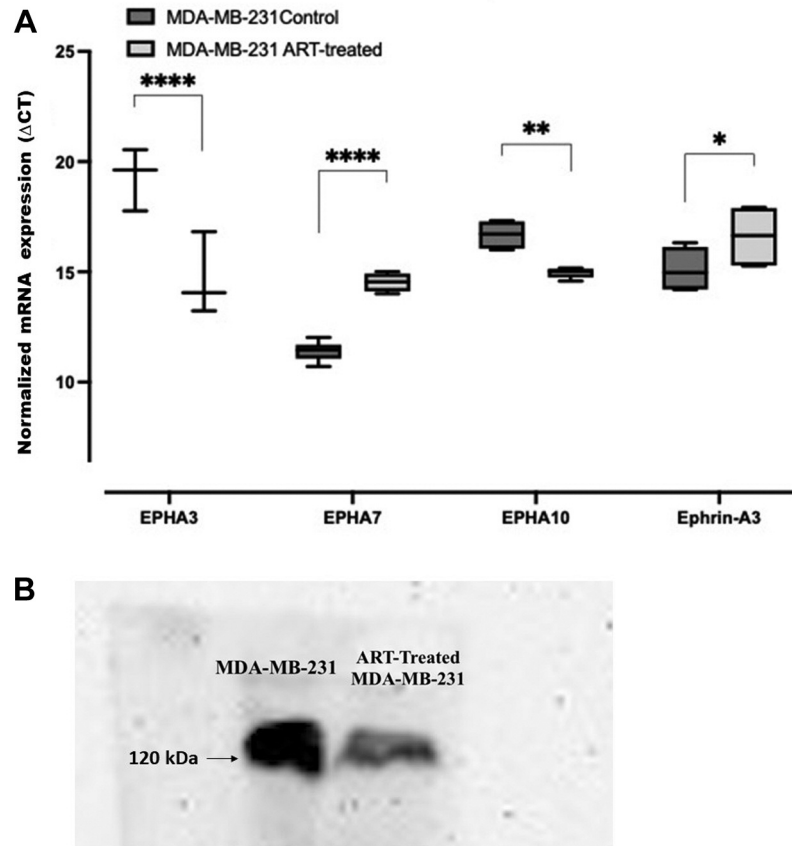 A
MDA-MB-231Control
MDA-MB-231 ART-treated
Normalized mRNA expression (ΔCT)
25
20
15
10
****
****
**
*
EPHA3
EPHA7
EPHA10
Ephrin-A3
B
MDA-MB-231
ART-Treated
MDA-MB-231
120 kDa